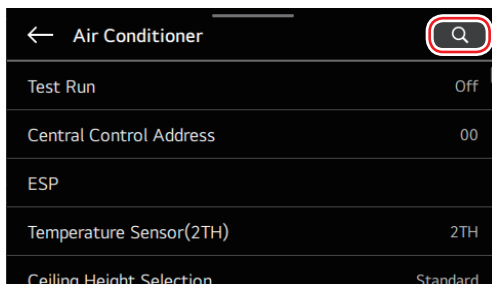 ← Air Conditioner
Test Run Off
Central Control Address 00
ESP
Temperature Sensor(2TH) 2TH
Ceiling Height Selection Standard